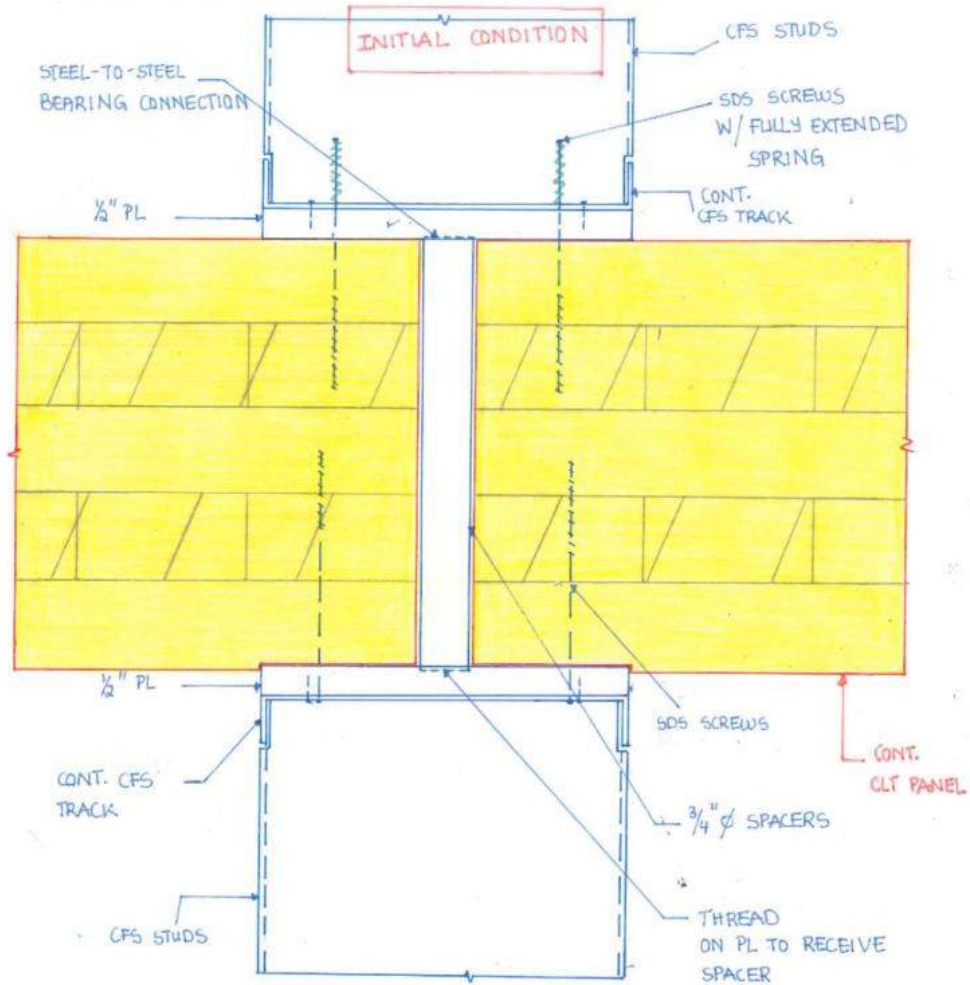 INITIAL CONDITION
CFS STUDS
STEEL-TO-STEEL
BEARING CONNECTION
SDS SCREWS
W/ FULLY EXTENDED
SPRING
½" PL
CONT.
CFS TRACK
½" PL
SDS SCREWS
CONT.
CLT PANEL
CONT. CFS
TRACK
3/4" ⌀ SPACERS
CFS STUDS
THREAD
ON PL TO RECEIVE
SPACER